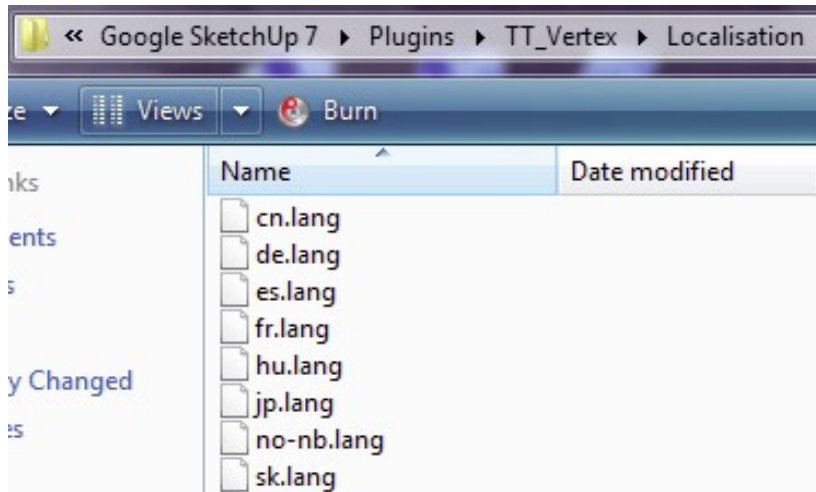 « Google SketchUp 7 ▸ Plugins ▸ TT_Vertex ▸ Localisation
Views Burn
Name Date modified
cn.lang
de.lang
es.lang
fr.lang
hu.lang
jp.lang
no-nb.lang
sk.lang
ents
y Changed